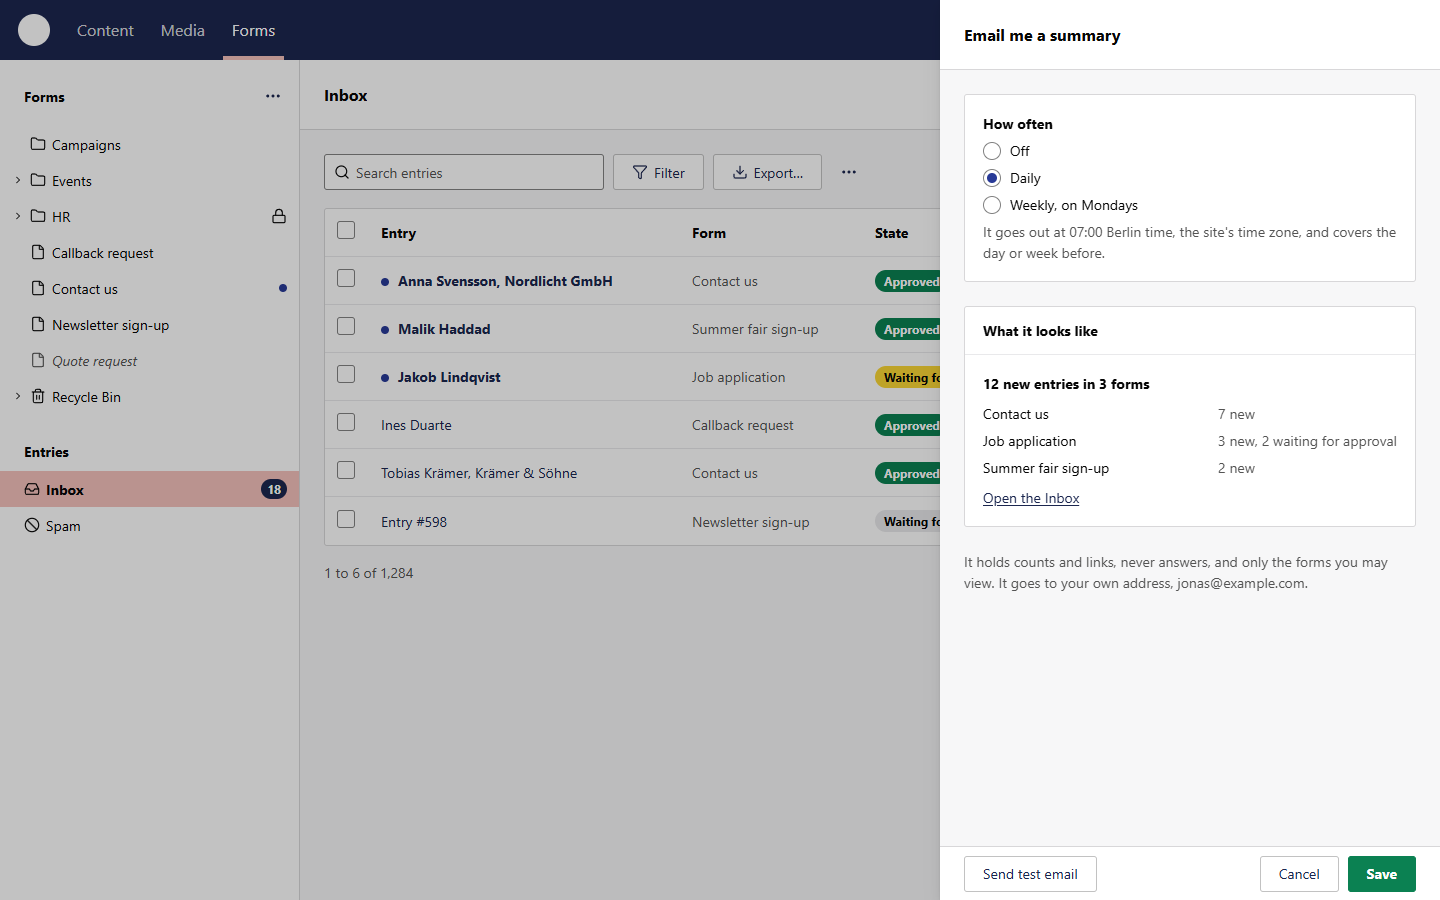 Content Media Forms
Forms
Campaigns
Events
HR
Callback request
Contact us
Newsletter sign-up
Quote request
Recycle Bin
Entries
Inbox 18
Spam
Inbox
Search entries Filter Export...
Entry Form State
Anna Svensson, Nordlicht GmbH Contact us Approved
Malik Haddad Summer fair sign-up Approved
Jakob Lindqvist Job application Waiting fo
Ines Duarte Callback request Approved
Tobias Krämer, Krämer & Söhne Contact us Approved
Entry #598 Newsletter sign-up Waiting fo
1 to 6 of 1,284
Email me a summary
How often
Off
Daily
Weekly, on Mondays
It goes out at 07:00 Berlin time, the site's time zone, and covers the
day or week before.
What it looks like
12 new entries in 3 forms
Contact us 7 new
Job application 3 new, 2 waiting for approval
Summer fair sign-up 2 new
Open the Inbox
It holds counts and links, never answers, and only the forms you may
view. It goes to your own address, jonas@example.com.
Send test email Cancel Save